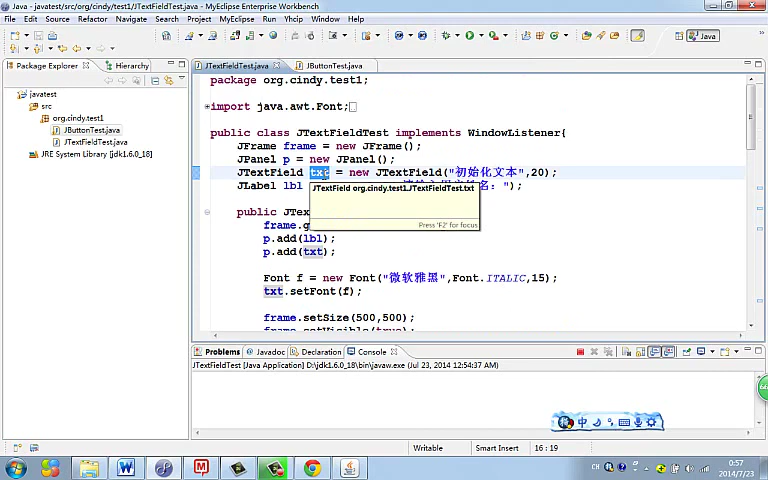 Java - javatest/src/org/cindy/test1/JTextFieldTest.java - MyEclipse Enterprise Workbench
File Edit Source Refactor Navigate Search Project MyEclipse Run Yhcip Window Help
Java
Package Explorer Hierarchy
javatest
src
org.cindy.test1
JButtonTest.java
JTextFieldTest.java
JRE System Library [jdk1.6.0_18]
JTextFieldTest.java JButtonTest.java
package org.cindy.test1;
import java.awt.Font;
public class JTextFieldTest implements WindowListener{
JFrame frame = new JFrame();
JPanel p = new JPanel();
JTextField txt = new JTextField("初始化文本",20);
JLabel lbl
");
JTextField org.cindy.test1.JTextFieldTest.txt
Press 'F2' for focus
public JTex
frame.g
p.add(lbl);
p.add(txt);
Font f = new Font("微软雅黑",Font.ITALIC,15);
txt.setFont(f);
frame.setSize(500,500);
frame.setVisible(true);
Problems Javadoc Declaration Console
JTextFieldTest [Java Application] D:\jdk1.6.0_18\bin\javaw.exe (Jul 23, 2014 12:54:37 AM)
中
Writable Smart Insert 16 : 19
CH
0:57
2014/7/23